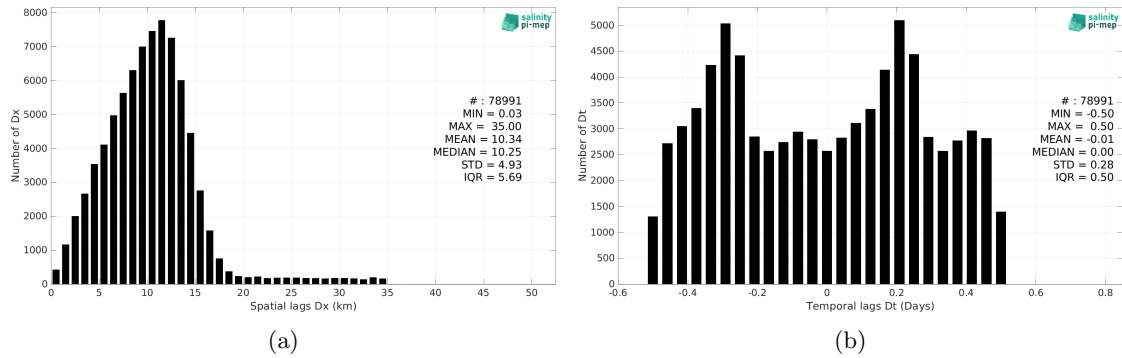 8000
7000
6000
5000
4000
3000
2000
1000
0
Number of Dx
salinity
pi-mep
# : 78991
MIN = 0.03
MAX = 35.00
MEAN = 10.34
MEDIAN = 10.25
STD = 4.93
IQR = 5.69
0 5 10 15 20 25 30 35 40 45 50
Spatial lags Dx (km)
(a)
5000
4500
4000
3500
3000
2500
2000
1500
1000
500
0
Number of Dt
salinity
pi-mep
# : 78991
MIN = -0.50
MAX = 0.50
MEAN = -0.01
MEDIAN = 0.00
STD = 0.28
IQR = 0.50
-0.6 -0.4 -0.2 0 0.2 0.4 0.6 0.8
Temporal lags Dt (Days)
(b)